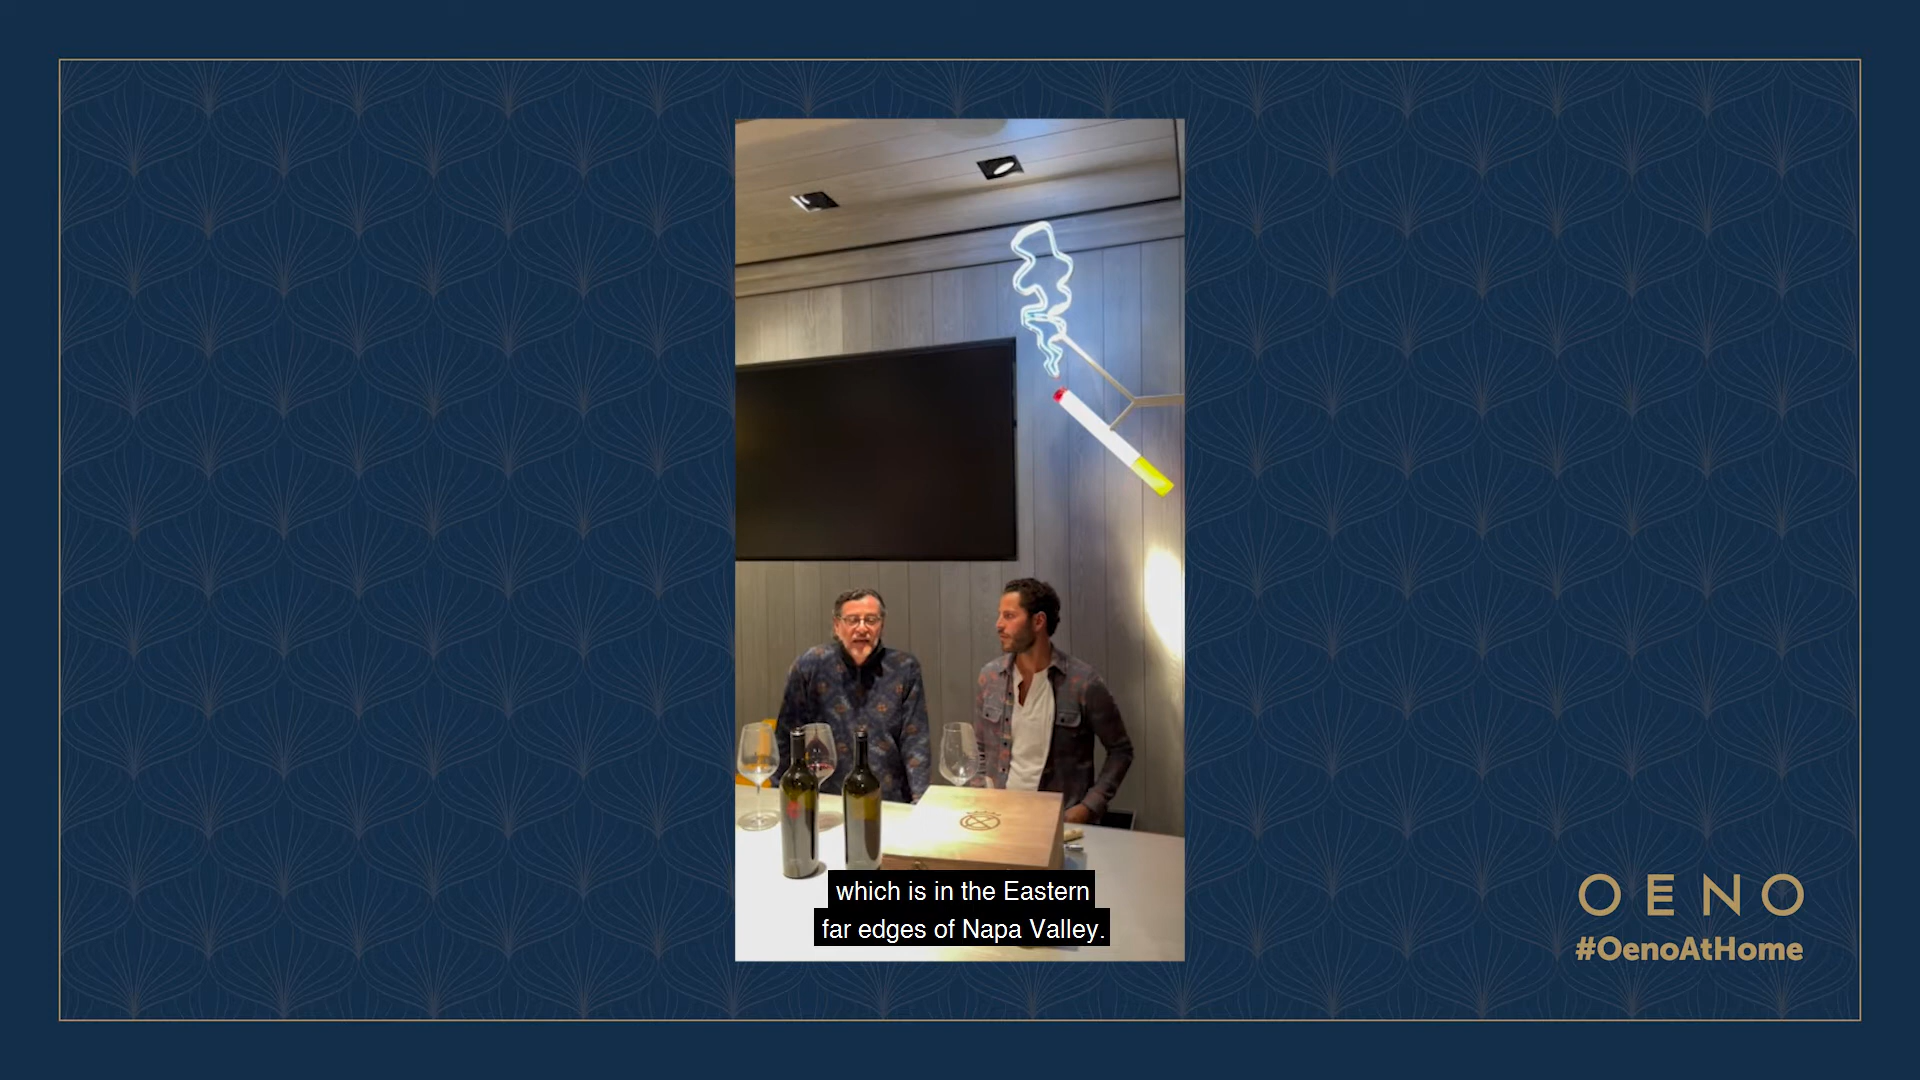 which is in the Eastern
far edges of Napa Valley.
OENO
#OenoAtHome